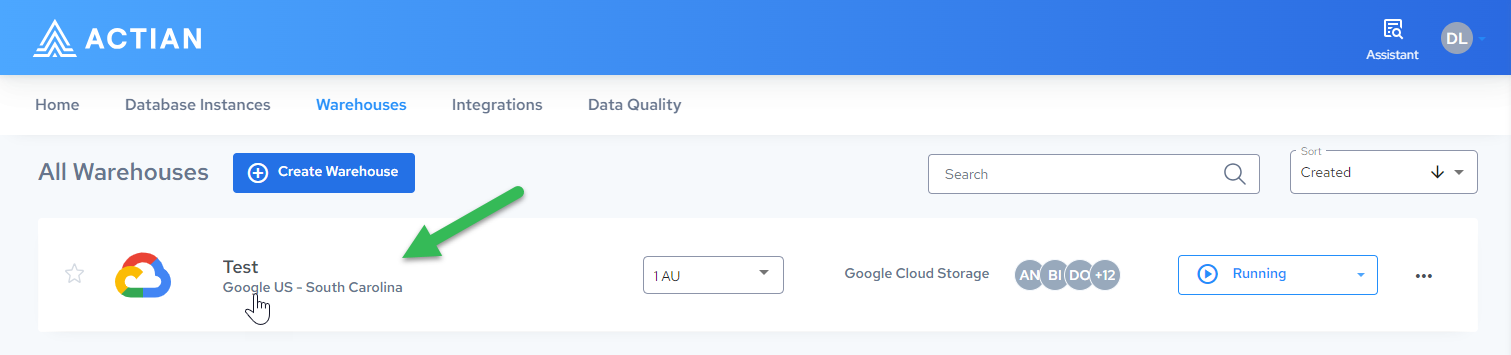 ACTIAN
Assistant
DL
Home Database Instances Warehouses Integrations Data Quality
All Warehouses
Create Warehouse
Search
Sort
Created
Test
Google US - South Carolina
1 AU
Google Cloud Storage
AN BI DO +12
Running